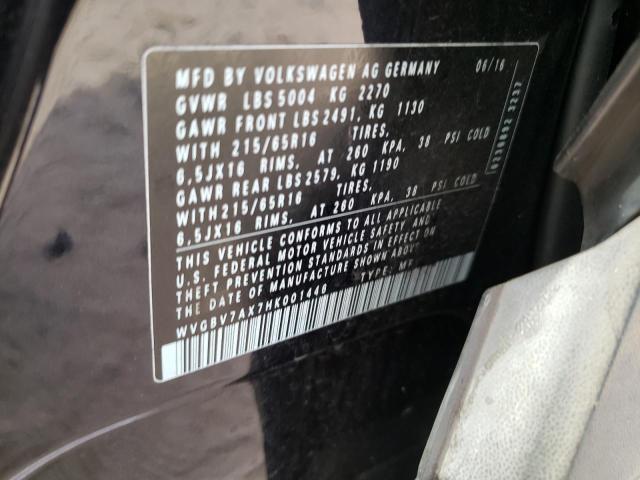 MFD BY VOLKSWAGEN AG GERMANY 06/16
GVWR LBS 5004 KG 2270
GAWR FRONT LBS 2491, KG 1130
WITH 215/65R16 TIRES,
6,5JX16 RIMS, AT 260 KPA, 38 PSI COLD
GAWR REAR LBS 2579, KG 1190
WITH 215/65R16 TIRES,
6,5JX16 RIMS, AT 260 KPA, 38 PSI COLD
THIS VEHICLE CONFORMS TO ALL APPLICABLE
U.S. FEDERAL MOTOR VEHICLE SAFETY AND
THEFT PREVENTION STANDARDS IN EFFECT ON
THE DATE OF MANUFACTURE SHOWN ABOVE
WVGBV7AX7HK001440 TYPE: